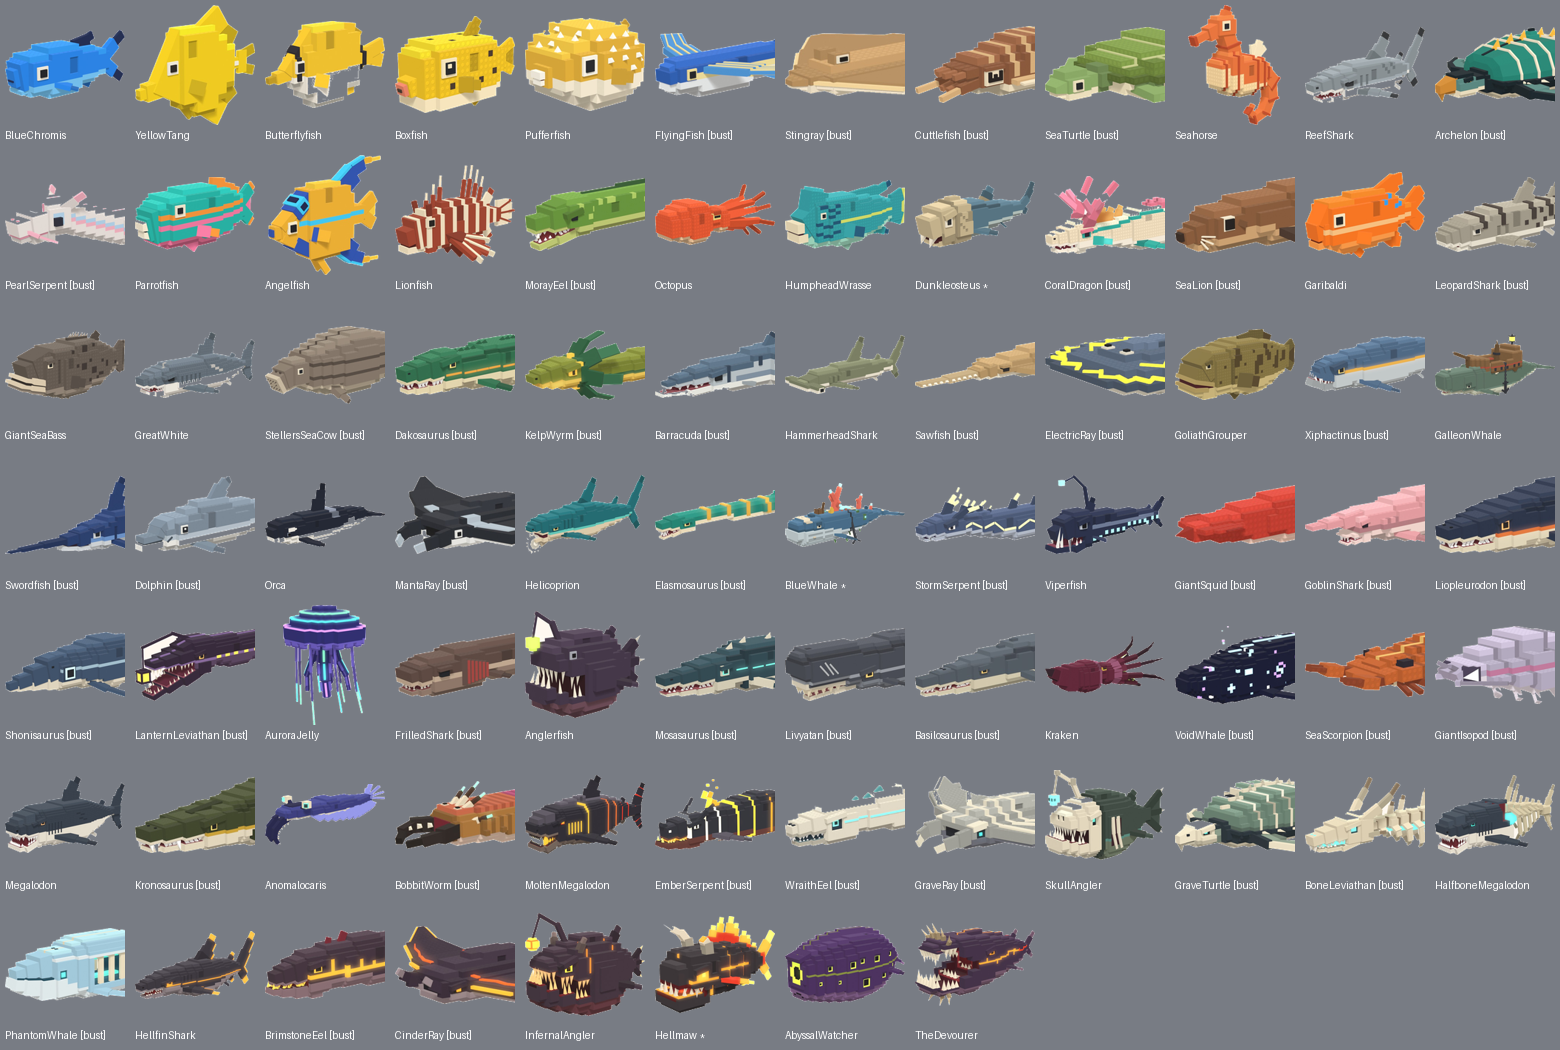 BlueChromis YellowTang Butterflyfish Boxfish Pufferfish FlyingFish [bust] Stingray [bust] Cuttlefish [bust] SeaTurtle [bust] Seahorse ReefShark Archelon [bust]
PearlSerpent [bust] Parrotfish Angelfish Lionfish MorayEel [bust] Octopus HumpheadWrasse Dunkleosteus * CoralDragon [bust] SeaLion [bust] Garibaldi LeopardShark [bust]
GiantSeaBass GreatWhite StellersSeaCow [bust] Dakosaurus [bust] KelpWyrm [bust] Barracuda [bust] HammerheadShark Sawfish [bust] ElectricRay [bust] GoliathGrouper Xiphactinus [bust] GalleonWhale
Swordfish [bust] Dolphin [bust] Orca MantaRay [bust] Helicoprion Elasmosaurus [bust] BlueWhale * StormSerpent [bust] Viperfish GiantSquid [bust] GoblinShark [bust] Liopleurodon [bust]
Shonisaurus [bust] LanternLeviathan [bust] AuroraJelly FrilledShark [bust] Anglerfish Mosasaurus [bust] Livyatan [bust] Basilosaurus [bust] Kraken VoidWhale [bust] SeaScorpion [bust] GiantIsopod [bust]
Megalodon Kronosaurus [bust] Anomalocaris BobbitWorm [bust] MoltenMegalodon EmberSerpent [bust] WraithEel [bust] GraveRay [bust] SkullAngler GraveTurtle [bust] BoneLeviathan [bust] HalfboneMegalodon
PhantomWhale [bust] HellfinShark BrimstoneEel [bust] CinderRay [bust] InfernalAngler Hellmaw * AbyssalWatcher TheDevourer